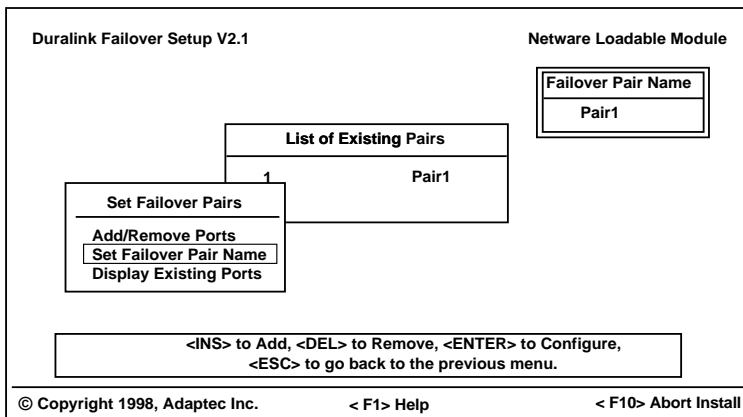 Duralink Failover Setup V2.1
Netware Loadable Module
Failover Pair Name
Pair1
List of Existing Pairs
1 Pair1
Set Failover Pairs
Add/Remove Ports
Set Failover Pair Name
Display Existing Ports
<INS> to Add, <DEL> to Remove, <ENTER> to Configure,
<ESC> to go back to the previous menu.
© Copyright 1998, Adaptec Inc.
< F1> Help
< F10> Abort Install